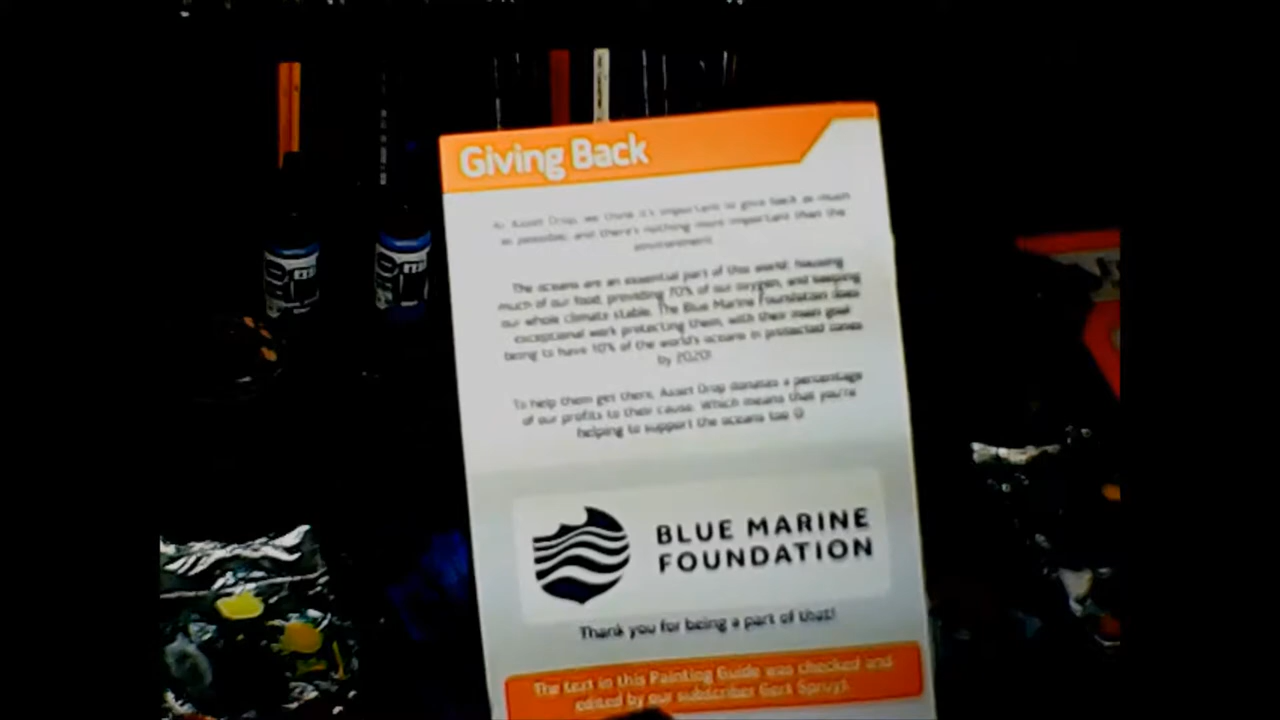 Giving Back
At Asset Drop, we think it's important to give back as much
as possible, and there's nothing more important than the
environment.
The oceans are an essential part of this world; housing
much of our food, providing 70% of our oxygen, and keeping
our whole climate stable. The Blue Marine Foundation does
exceptional work protecting them, with their main goal
being to have 10% of the world's oceans in protected zones
by 2020!
To help them get there, Asset Drop donates a percentage
of our profits to their cause. Which means that you're
helping to support the oceans too
BLUE MARINE
FOUNDATION
Thank you for being a part of that!
The text in this Painting Guide was checked and
edited by our subscriber Gert Spruyt.